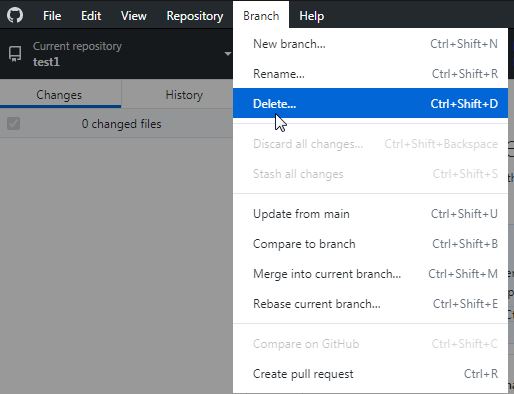 File Edit View Repository Branch Help
Current repository
test1
Changes History
0 changed files
New branch... Ctrl+Shift+N
Rename... Ctrl+Shift+R
Delete... Ctrl+Shift+D
Discard all changes... Ctrl+Shift+Backspace
Stash all changes Ctrl+Shift+S
Update from main Ctrl+Shift+U
Compare to branch Ctrl+Shift+B
Merge into current branch... Ctrl+Shift+M
Rebase current branch... Ctrl+Shift+E
Compare on GitHub Ctrl+Shift+C
Create pull request Ctrl+R